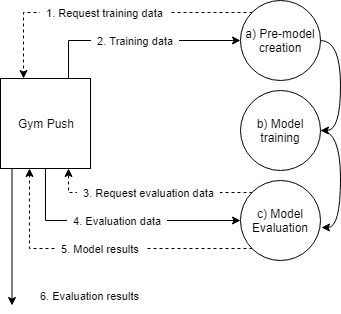 1. Request training data
a) Pre-model
creation
2. Training data
Gym Push
b) Model
training
3. Request evaluation data
c) Model
Evaluation
4. Evaluation data
5. Model results
6. Evaluation results